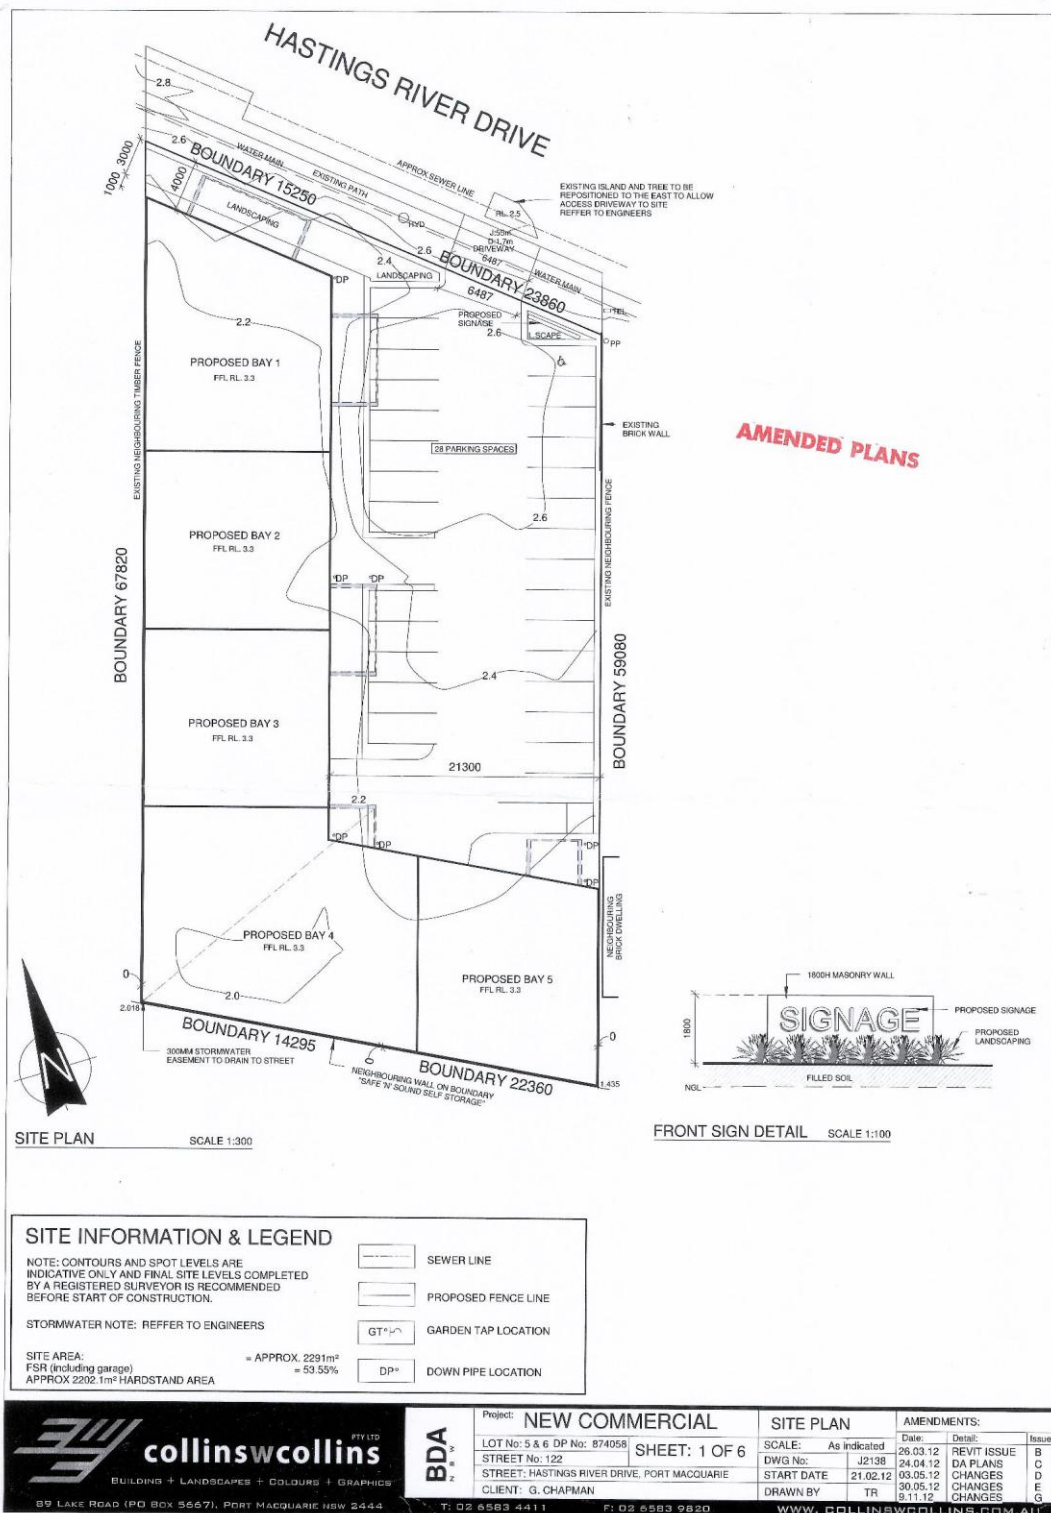 HASTINGS RIVER DRIVE
2.8
2.6
BOUNDARY 15250
WATER MAIN
EXISTING PATH
APPROX SEWER LINE
1000 3000
4000
LANDSCAPING
HYD
EXISTING ISLAND AND TREE TO BE
REPOSITIONED TO THE EAST TO ALLOW
ACCESS DRIVEWAY TO SITE
REFFER TO ENGINEERS
RL. 2.5
DRIVEWAY
6487
2.6
2.4
LANDSCAPING
BOUNDARY 23860
WATER MAIN
6487
°DP
PROPOSED
SIGNAGE
2.6
L.SCAPE
TEL
PP
2.2
PROPOSED BAY 1
FFL RL. 3.3
EXISTING NEIGHBOURING TIMBER FENCE
EXISTING
BRICK WALL
28 PARKING SPACES
AMENDED PLANS
2.6
EXISTING NEIGHBOURING FENCE
PROPOSED BAY 2
FFL RL. 3.3
°DP
°DP
BOUNDARY 67820
BOUNDARY 59080
2.4
PROPOSED BAY 3
FFL RL. 3.3
21300
2.2
°DP
°DP
°DP
°DP
NEIGHBOURING
BRICK DWELLING
PROPOSED BAY 4
FFL RL. 3.3
PROPOSED BAY 5
FFL RL. 3.3
0
2.0
2.018
BOUNDARY 14295
300MM STORMWATER
EASEMENT TO DRAIN TO STREET
0
BOUNDARY 22360
NEIGHBOURING WALL ON BOUNDARY
"SAFE 'N' SOUND SELF STORAGE"
0
1.435
N
SITE PLAN SCALE 1:300
1800H MASONRY WALL
1800
SIGNAGE
PROPOSED SIGNAGE
PROPOSED
LANDSCAPING
FILLED SOIL
NGL
FRONT SIGN DETAIL SCALE 1:100
SITE INFORMATION & LEGEND
NOTE: CONTOURS AND SPOT LEVELS ARE
INDICATIVE ONLY AND FINAL SITE LEVELS COMPLETED
BY A REGISTERED SURVEYOR IS RECOMMENDED
BEFORE START OF CONSTRUCTION.
STORMWATER NOTE: REFFER TO ENGINEERS
SITE AREA: = APPROX. 2291m²
FSR (including garage) = 53.55%
APPROX 2202.1m² HARDSTAND AREA
SEWER LINE
PROPOSED FENCE LINE
GT° GARDEN TAP LOCATION
DP° DOWN PIPE LOCATION
collinswcollins PTY LTD
BUILDING + LANDSCAPES + COLOURS + GRAPHICS
89 LAKE ROAD (PO BOX 5667), PORT MACQUARIE NSW 2444
T: 02 6583 4411 F: 02 6583 9820 WWW. COLLINSWCOLLINS.COM.AU
BDA
Project: NEW COMMERCIAL
LOT No: 5 & 6 DP No: 874058
SHEET: 1 OF 6
STREET No: 122
STREET: HASTINGS RIVER DRIVE, PORT MACQUARIE
CLIENT: G. CHAPMAN
SITE PLAN
SCALE: As indicated
DWG No: J2138
START DATE 21.02.12
DRAWN BY TR
AMENDMENTS:
Date: Detail: Issue
26.03.12 REVIT ISSUE B
24.04.12 DA PLANS C
03.05.12 CHANGES D
30.05.12 CHANGES E
9.11.12 CHANGES G